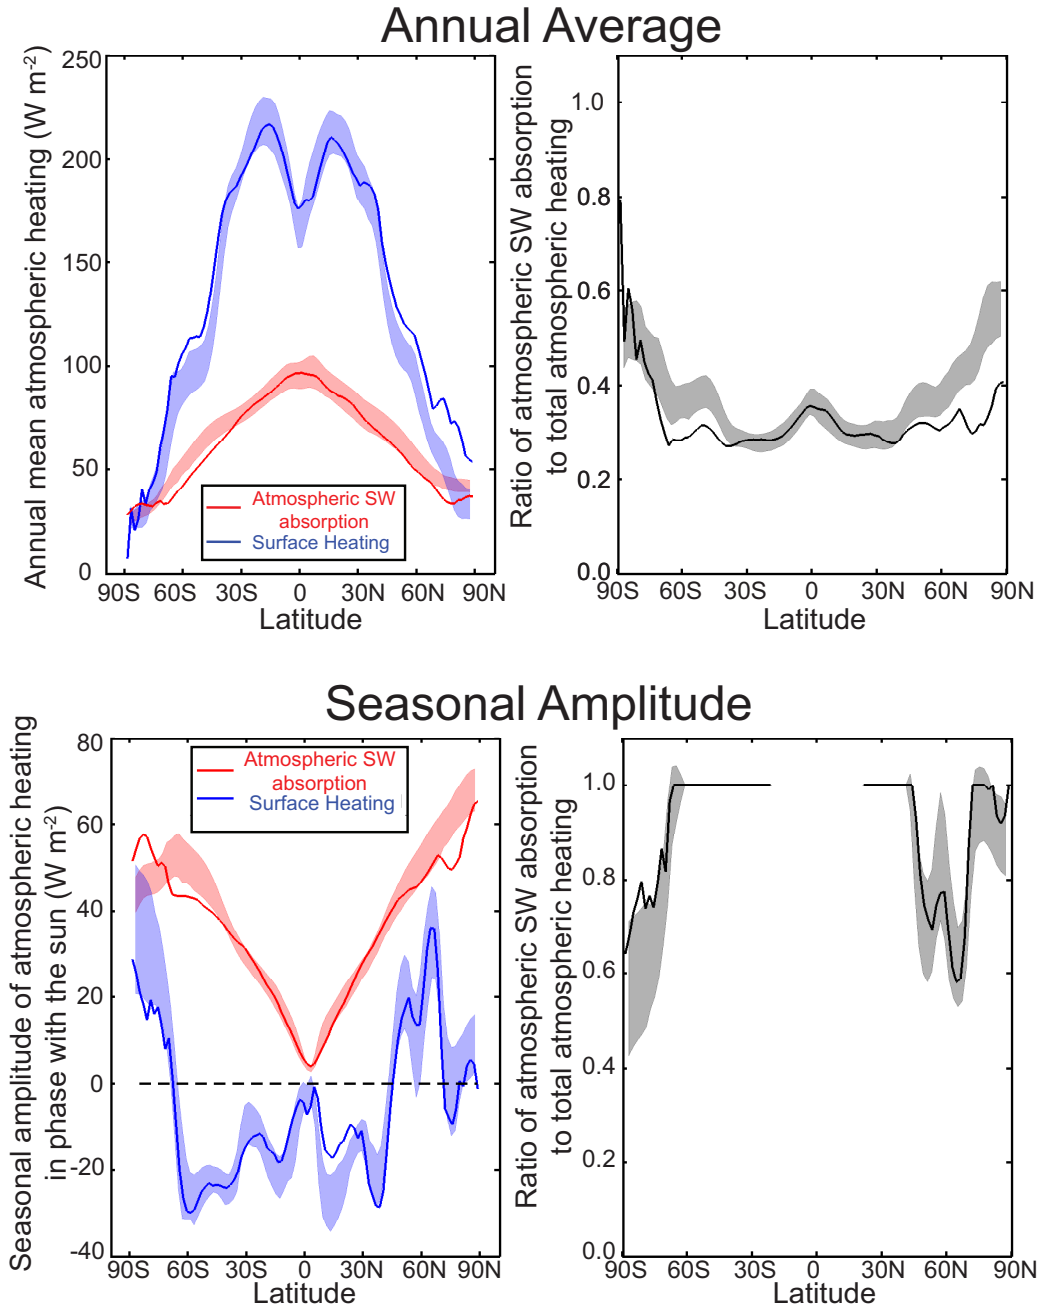 Annual Average
Annual mean atmospheric heating (W m-2)
250
200
150
100
50
0
Atmospheric SW
absorption
Surface Heating
90S 60S 30S 0 30N 60N 90N
Latitude
Ratio of atmospheric SW absorption
to total atmospheric heating
1.0
0.8
0.6
0.4
0.2
0.0
90S 60S 30S 0 30N 60N 90N
Latitude
Seasonal Amplitude
Seasonal amplitude of atmospheric heating
in phase with the sun (W m-2)
80
60
40
20
0
-20
-40
Atmospheric SW
absorption
Surface Heating
90S 60S 30S 0 30N 60N 90N
Latitude
Ratio of atmospheric SW absorption
to total atmospheric heating
1.0
0.8
0.6
0.4
0.2
0.0
90S 60S 30S 0 30N 60N 90N
Latitude